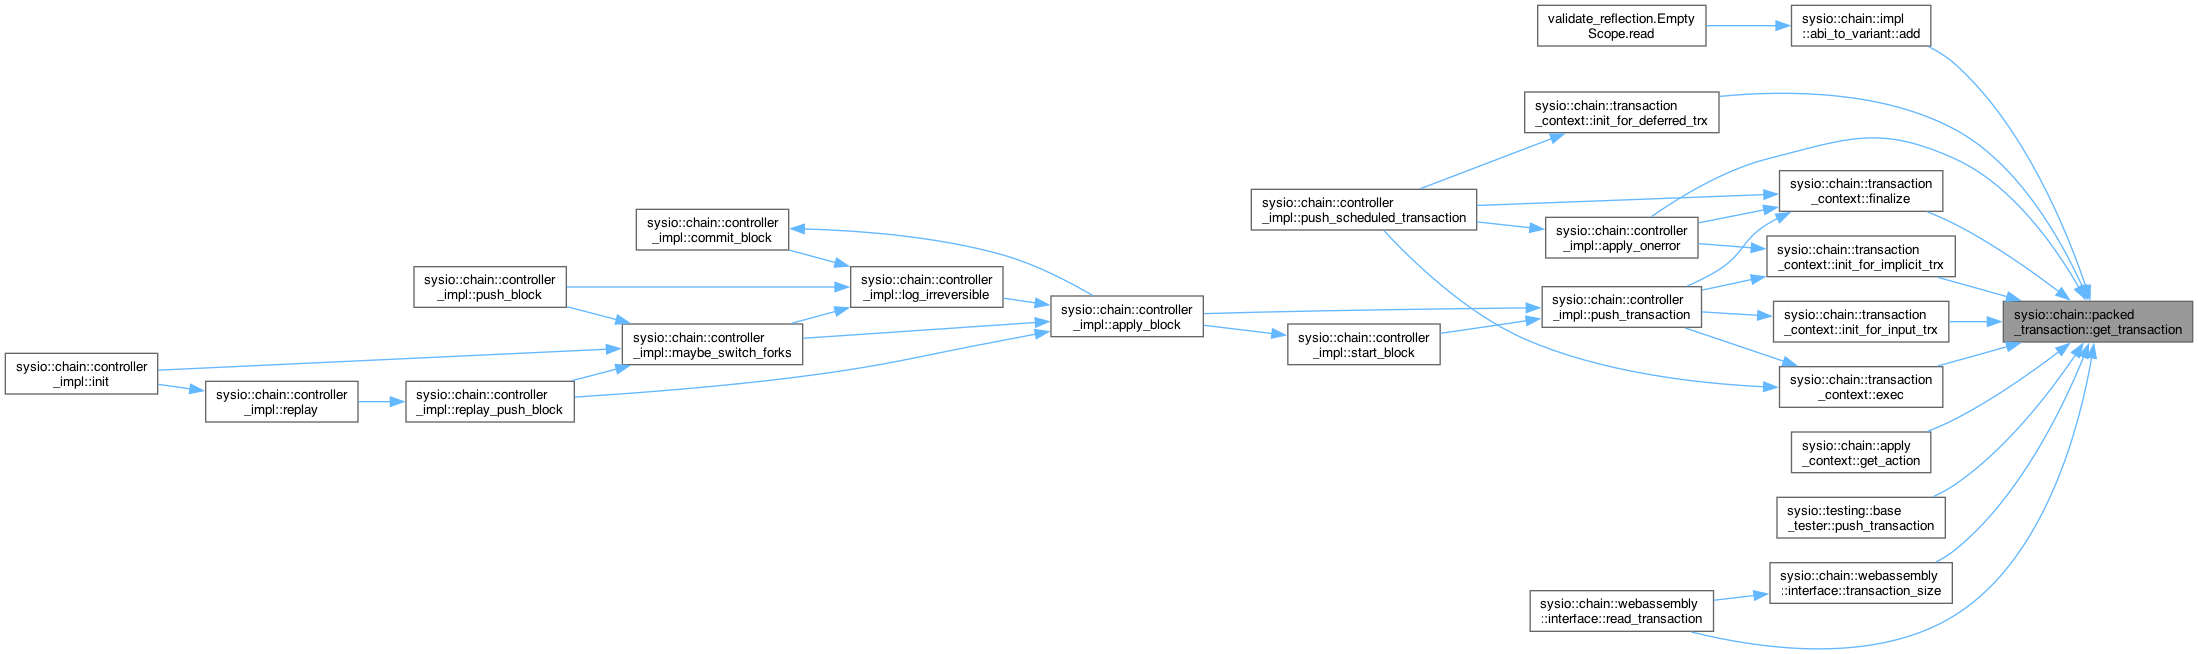 validate_reflection.Empty
Scope.read
sysio::chain::impl
::abi_to_variant::add
sysio::chain::transaction
_context::init_for_deferred_trx
sysio::chain::controller
_impl::push_scheduled_transaction
sysio::chain::transaction
_context::finalize
sysio::chain::controller
_impl::apply_onerror
sysio::chain::transaction
_context::init_for_implicit_trx
sysio::chain::controller
_impl::commit_block
sysio::chain::controller
_impl::push_block
sysio::chain::controller
_impl::log_irreversible
sysio::chain::controller
_impl::apply_block
sysio::chain::controller
_impl::push_transaction
sysio::chain::transaction
_context::init_for_input_trx
sysio::chain::packed
_transaction::get_transaction
sysio::chain::controller
_impl::maybe_switch_forks
sysio::chain::controller
_impl::start_block
sysio::chain::controller
_impl::init
sysio::chain::controller
_impl::replay
sysio::chain::controller
_impl::replay_push_block
sysio::chain::transaction
_context::exec
sysio::chain::apply
_context::get_action
sysio::testing::base
_tester::push_transaction
sysio::chain::webassembly
::interface::transaction_size
sysio::chain::webassembly
::interface::read_transaction